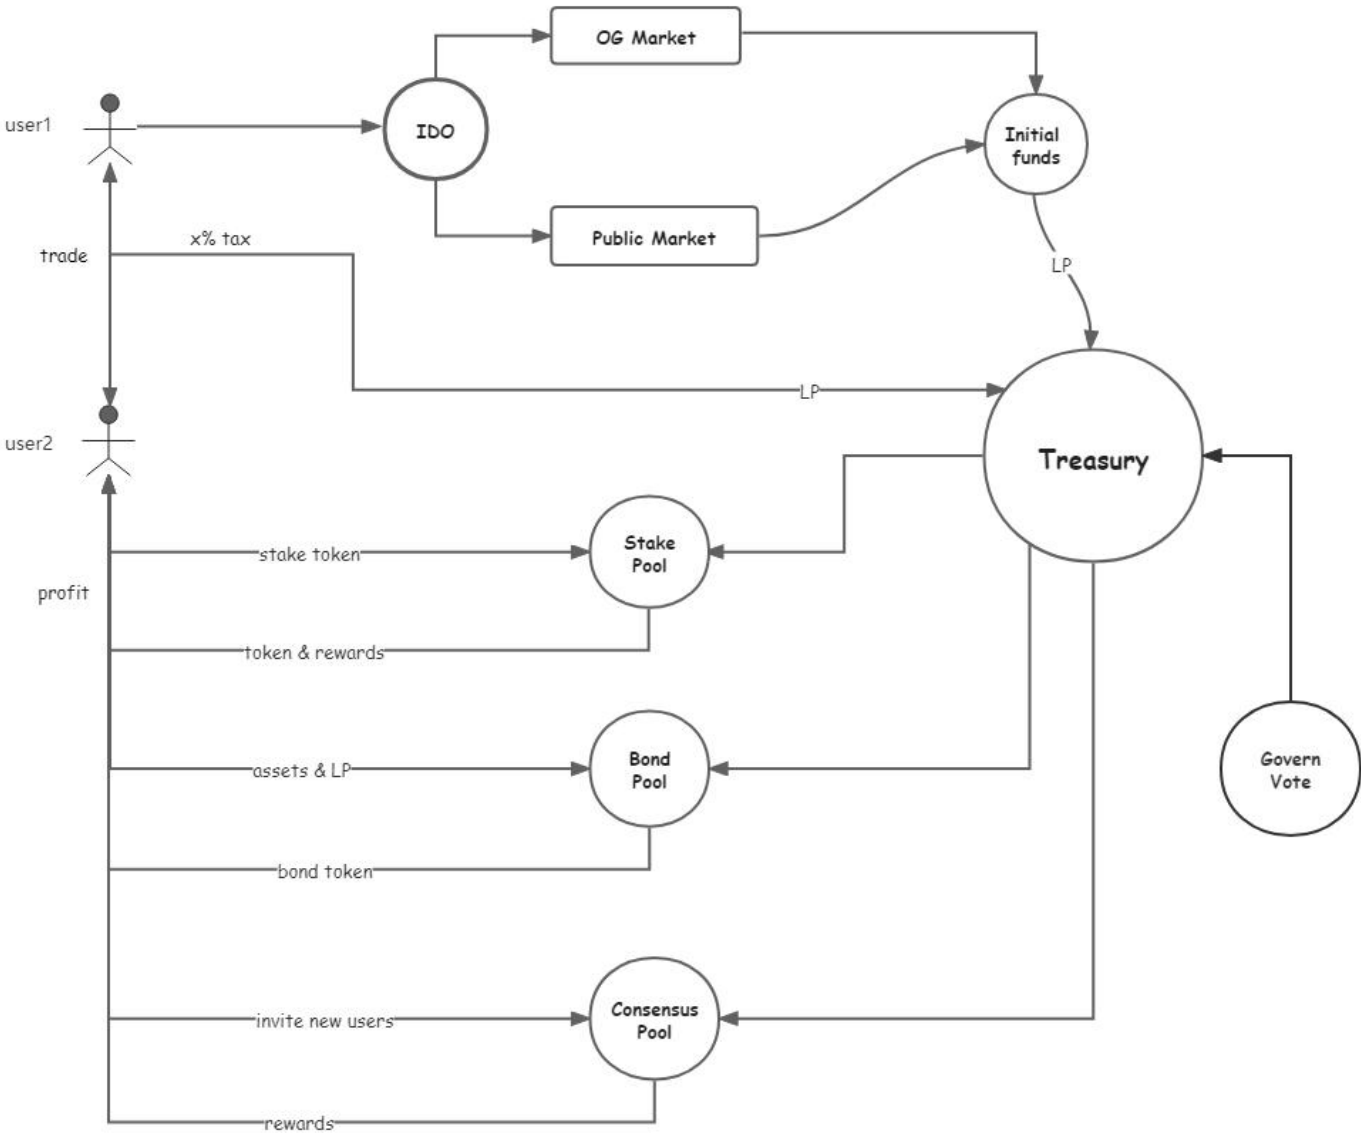 OG Market
user1
IDO
Initial
funds
x% tax
Public Market
trade
LP
LP
user2
Treasury
stake token
Stake
Pool
profit
token & rewards
assets & LP
Bond
Pool
Govern
Vote
bond token
invite new users
Consensus
Pool
rewards